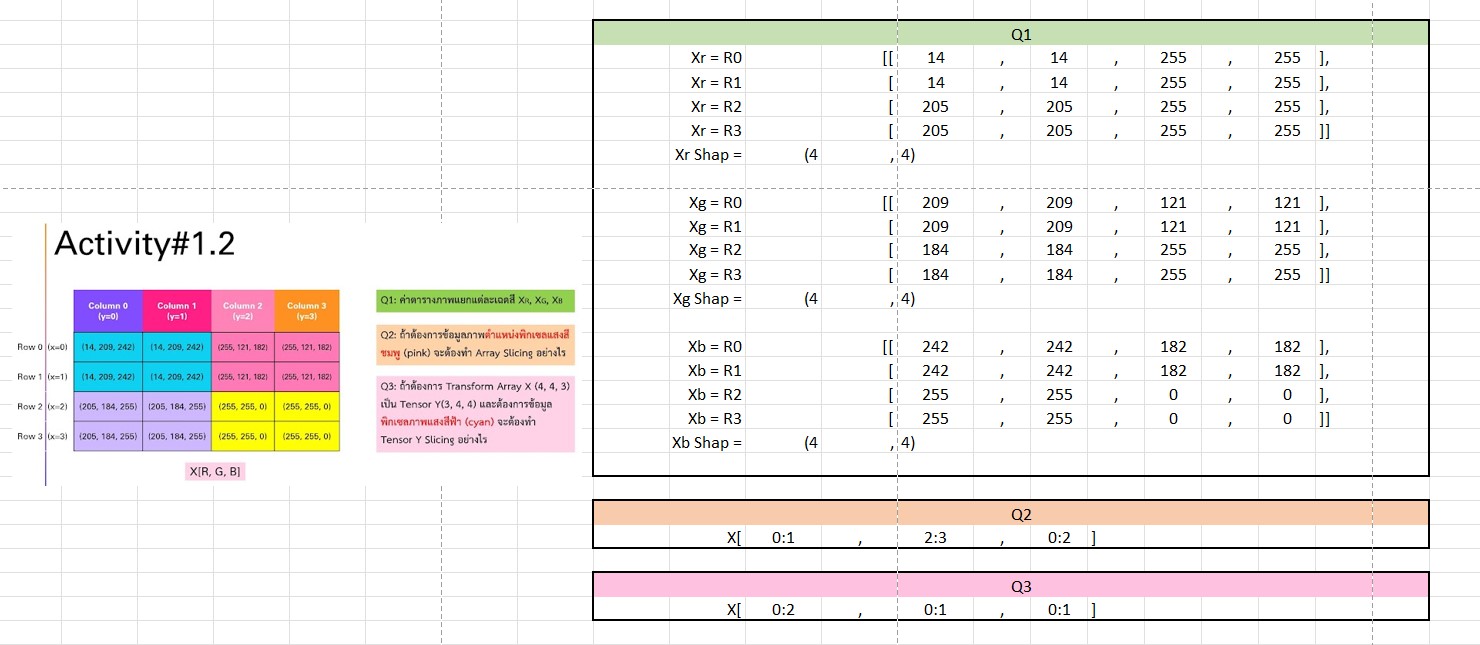 Q1
Xr = R0 [[ 14 , 14 , 255 , 255 ],
Xr = R1 [ 14 , 14 , 255 , 255 ],
Xr = R2 [ 205 , 205 , 255 , 255 ],
Xr = R3 [ 205 , 205 , 255 , 255 ]]
Xr Shap = (4 , 4)
Xg = R0 [[ 209 , 209 , 121 , 121 ],
Xg = R1 [ 209 , 209 , 121 , 121 ],
Xg = R2 [ 184 , 184 , 255 , 255 ],
Xg = R3 [ 184 , 184 , 255 , 255 ]]
Xg Shap = (4 , 4)
Xb = R0 [[ 242 , 242 , 182 , 182 ],
Xb = R1 [ 242 , 242 , 182 , 182 ],
Xb = R2 [ 255 , 255 , 0 , 0 ],
Xb = R3 [ 255 , 255 , 0 , 0 ]]
Xb Shap = (4 , 4)
Activity#1.2
Column 0 Column 1 Column 2 Column 3
(y=0) (y=1) (y=2) (y=3)
Row 0 (x=0) (14, 209, 242) (14, 209, 242) (255, 121, 182) (255, 121, 182)
Row 1 (x=1) (14, 209, 242) (14, 209, 242) (255, 121, 182) (255, 121, 182)
Row 2 (x=2) (205, 184, 255) (205, 184, 255) (255, 255, 0) (255, 255, 0)
Row 3 (x=3) (205, 184, 255) (205, 184, 255) (255, 255, 0) (255, 255, 0)
X[R, G, B]
Q1: ค่าตารางภาพแยกแต่ละเฉดสี XR, XG, XB
Q2: ถ้าต้องการข้อมูลภาพตำแหน่งพิกเซลแสงสี
ชมพู (pink) จะต้องทำ Array Slicing อย่างไร
Q3: ถ้าต้องการ Transform Array X (4, 4, 3)
เป็น Tensor Y(3, 4, 4) และต้องการข้อมูล
พิกเซลภาพแสงสีฟ้า (cyan) จะต้องทำ
Tensor Y Slicing อย่างไร
Q2
X[ 0:1 , 2:3 , 0:2 ]
Q3
X[ 0:2 , 0:1 , 0:1 ]